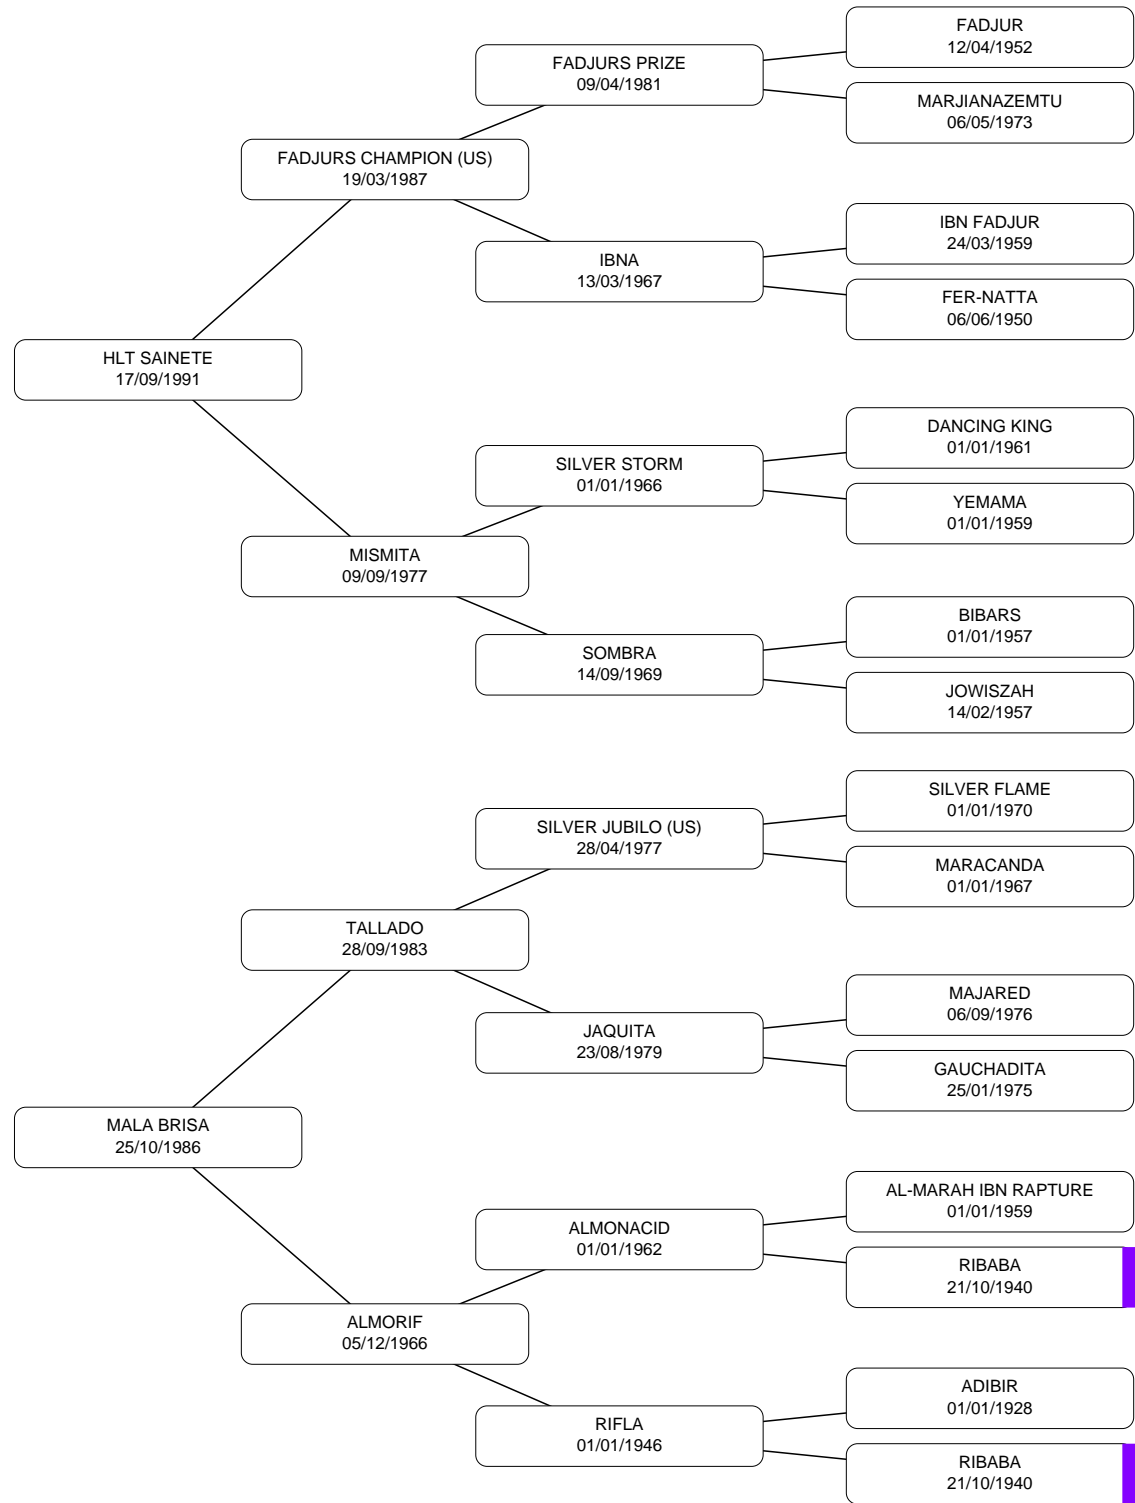 FADJUR
12/04/1952
FADJURS PRIZE
09/04/1981
MARJIANAZEMTU
06/05/1973
FADJURS CHAMPION (US)
19/03/1987
IBN FADJUR
24/03/1959
IBNA
13/03/1967
FER-NATTA
06/06/1950
HLT SAINETE
17/09/1991
DANCING KING
01/01/1961
SILVER STORM
01/01/1966
YEMAMA
01/01/1959
MISMITA
09/09/1977
BIBARS
01/01/1957
SOMBRA
14/09/1969
JOWISZAH
14/02/1957
SILVER FLAME
01/01/1970
SILVER JUBILO (US)
28/04/1977
MARACANDA
01/01/1967
TALLADO
28/09/1983
MAJARED
06/09/1976
JAQUITA
23/08/1979
GAUCHADITA
25/01/1975
MALA BRISA
25/10/1986
AL-MARAH IBN RAPTURE
01/01/1959
ALMONACID
01/01/1962
RIBABA
21/10/1940
ALMORIF
05/12/1966
ADIBIR
01/01/1928
RIFLA
01/01/1946
RIBABA
21/10/1940